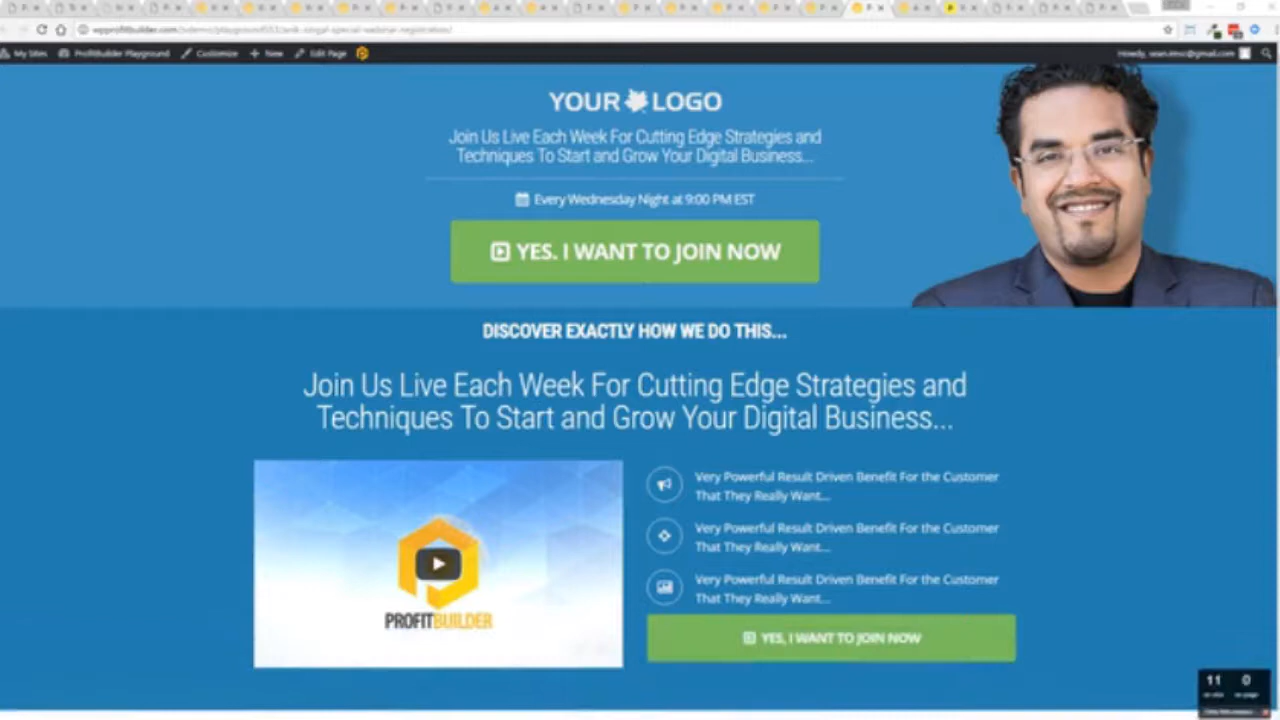 wpprofitbuilder.com
My Sites ProfitBuilder Playground Customize New Edit Page
Howdy,
YOUR LOGO
Join Us Live Each Week For Cutting Edge Strategies and
Techniques To Start and Grow Your Digital Business...
Every Wednesday Night at 9:00 PM EST
YES. I WANT TO JOIN NOW
DISCOVER EXACTLY HOW WE DO THIS...
Join Us Live Each Week For Cutting Edge Strategies and
Techniques To Start and Grow Your Digital Business...
Very Powerful Result Driven Benefit For the Customer
That They Really Want...
Very Powerful Result Driven Benefit For the Customer
That They Really Want...
Very Powerful Result Driven Benefit For the Customer
That They Really Want...
PROFITBUILDER
YES, I WANT TO JOIN NOW
11 0